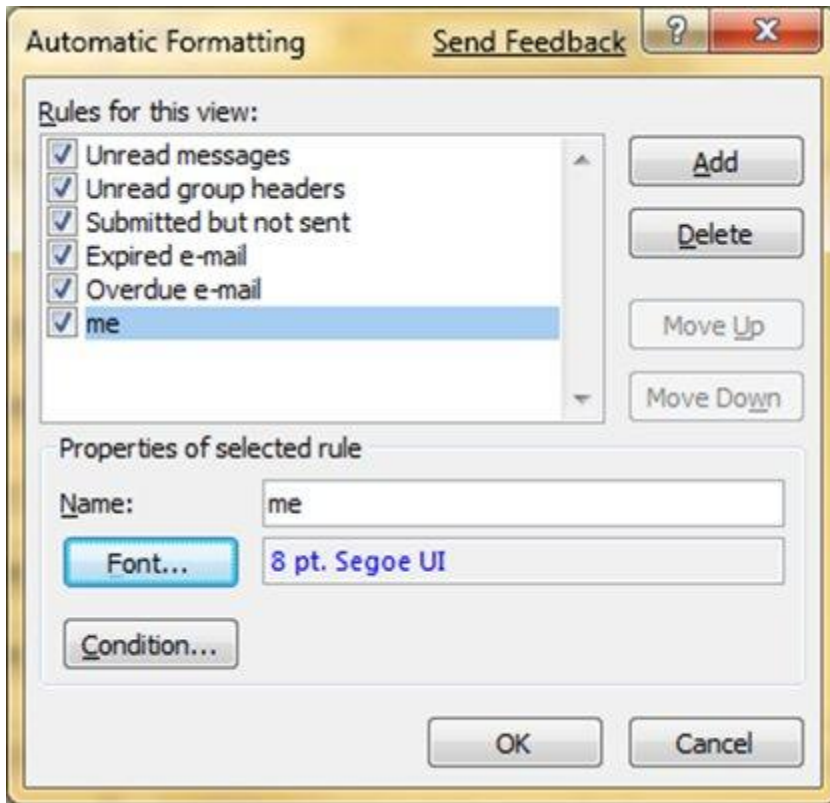 Automatic Formatting Send Feedback ? X
Rules for this view:
Unread messages
Unread group headers
Submitted but not sent
Expired e-mail
Overdue e-mail
me
Add
Delete
Move Up
Move Down
Properties of selected rule
Name: me
Font... 8 pt. Segoe UI
Condition...
OK Cancel